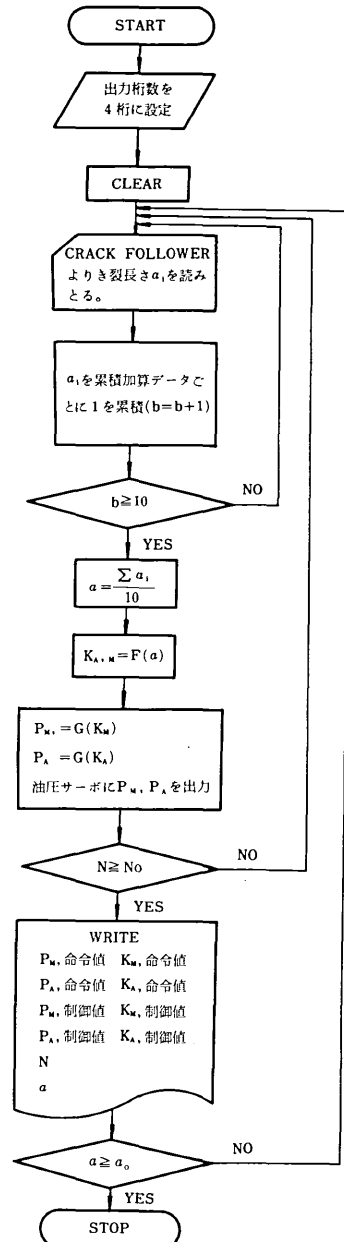 START
出力桁数を
4桁に設定
CLEAR
CRACK FOLLOWER
よりき裂長さaᵢを読み
とる。
aᵢを累積加算データご
とに1を累積(b=b+1)
b≧10
NO
YES
a=Σaᵢ/10
K_A,M=F(a)
P_M,=G(K_M)
P_A=G(K_A)
油圧サーボにP_M, P_Aを出力
N≧No
NO
YES
WRITE
P_M,命令値 K_M,命令値
P_A,命令値 K_A,命令値
P_M,制御値 K_M,制御値
P_A,制御値 K_A,制御値
N
a
a≧a₀
NO
YES
STOP